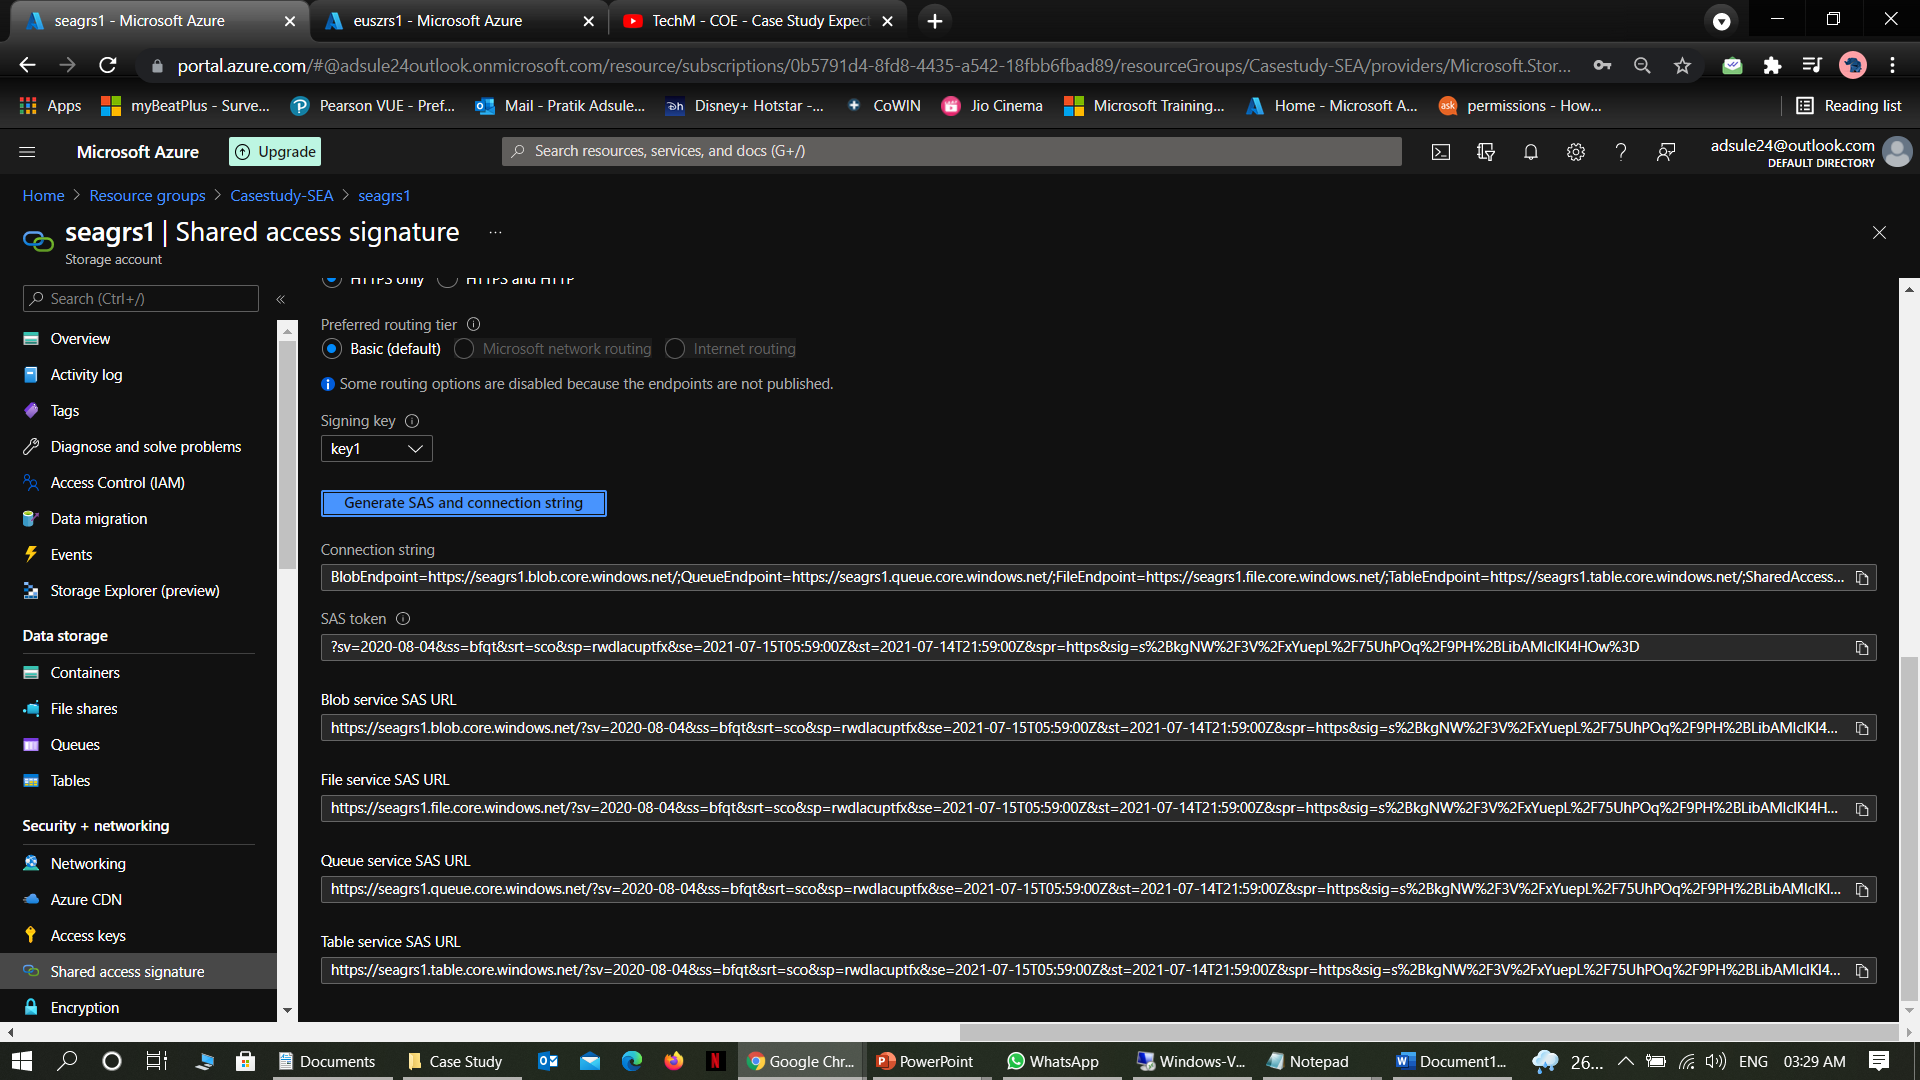 seagrs1 - Microsoft Azure
euszrs1 - Microsoft Azure
TechM - COE - Case Study Expect
portal.azure.com/#@adsule24outlook.onmicrosoft.com/resource/subscriptions/0b5791d4-8fd8-4435-a542-18fbb6fbad89/resourceGroups/Casestudy-SEA/providers/Microsoft.Stor...
Apps
myBeatPlus - Surve...
Pearson VUE - Pref...
Mail - Pratik Adsule...
Disney+ Hotstar -...
CoWIN
Jio Cinema
Microsoft Training...
Home - Microsoft A...
permissions - How...
Reading list
Microsoft Azure
Upgrade
Search resources, services, and docs (G+/)
adsule24@outlook.com
DEFAULT DIRECTORY
Home > Resource groups > Casestudy-SEA > seagrs1
seagrs1 | Shared access signature ...
Storage account
Search (Ctrl+/)
Overview
Activity log
Tags
Diagnose and solve problems
Access Control (IAM)
Data migration
Events
Storage Explorer (preview)
Data storage
Containers
File shares
Queues
Tables
Security + networking
Networking
Azure CDN
Access keys
Shared access signature
Encryption
HTTPS only HTTPS and HTTP
Preferred routing tier
Basic (default) Microsoft network routing Internet routing
Some routing options are disabled because the endpoints are not published.
Signing key
key1
Generate SAS and connection string
Connection string
BlobEndpoint=https://seagrs1.blob.core.windows.net/;QueueEndpoint=https://seagrs1.queue.core.windows.net/;FileEndpoint=https://seagrs1.file.core.windows.net/;TableEndpoint=https://seagrs1.table.core.windows.net/;SharedAccess...
SAS token
?sv=2020-08-04&ss=bfqt&srt=sco&sp=rwdlacuptfx&se=2021-07-15T05:59:00Z&st=2021-07-14T21:59:00Z&spr=https&sig=s%2BkgNW%2F3V%2FxYuepL%2F75UhPOq%2F9PH%2BLibAMIclKl4HOw%3D
Blob service SAS URL
https://seagrs1.blob.core.windows.net/?sv=2020-08-04&ss=bfqt&srt=sco&sp=rwdlacuptfx&se=2021-07-15T05:59:00Z&st=2021-07-14T21:59:00Z&spr=https&sig=s%2BkgNW%2F3V%2FxYuepL%2F75UhPOq%2F9PH%2BLibAMIclKl4...
File service SAS URL
https://seagrs1.file.core.windows.net/?sv=2020-08-04&ss=bfqt&srt=sco&sp=rwdlacuptfx&se=2021-07-15T05:59:00Z&st=2021-07-14T21:59:00Z&spr=https&sig=s%2BkgNW%2F3V%2FxYuepL%2F75UhPOq%2F9PH%2BLibAMIclKl4H...
Queue service SAS URL
https://seagrs1.queue.core.windows.net/?sv=2020-08-04&ss=bfqt&srt=sco&sp=rwdlacuptfx&se=2021-07-15T05:59:00Z&st=2021-07-14T21:59:00Z&spr=https&sig=s%2BkgNW%2F3V%2FxYuepL%2F75UhPOq%2F9PH%2BLibAMIclKl...
Table service SAS URL
https://seagrs1.table.core.windows.net/?sv=2020-08-04&ss=bfqt&srt=sco&sp=rwdlacuptfx&se=2021-07-15T05:59:00Z&st=2021-07-14T21:59:00Z&spr=https&sig=s%2BkgNW%2F3V%2FxYuepL%2F75UhPOq%2F9PH%2BLibAMIclKl4...
Documents
Case Study
Google Chr...
PowerPoint
WhatsApp
Windows-V...
Notepad
Document1...
26...
ENG
03:29 AM